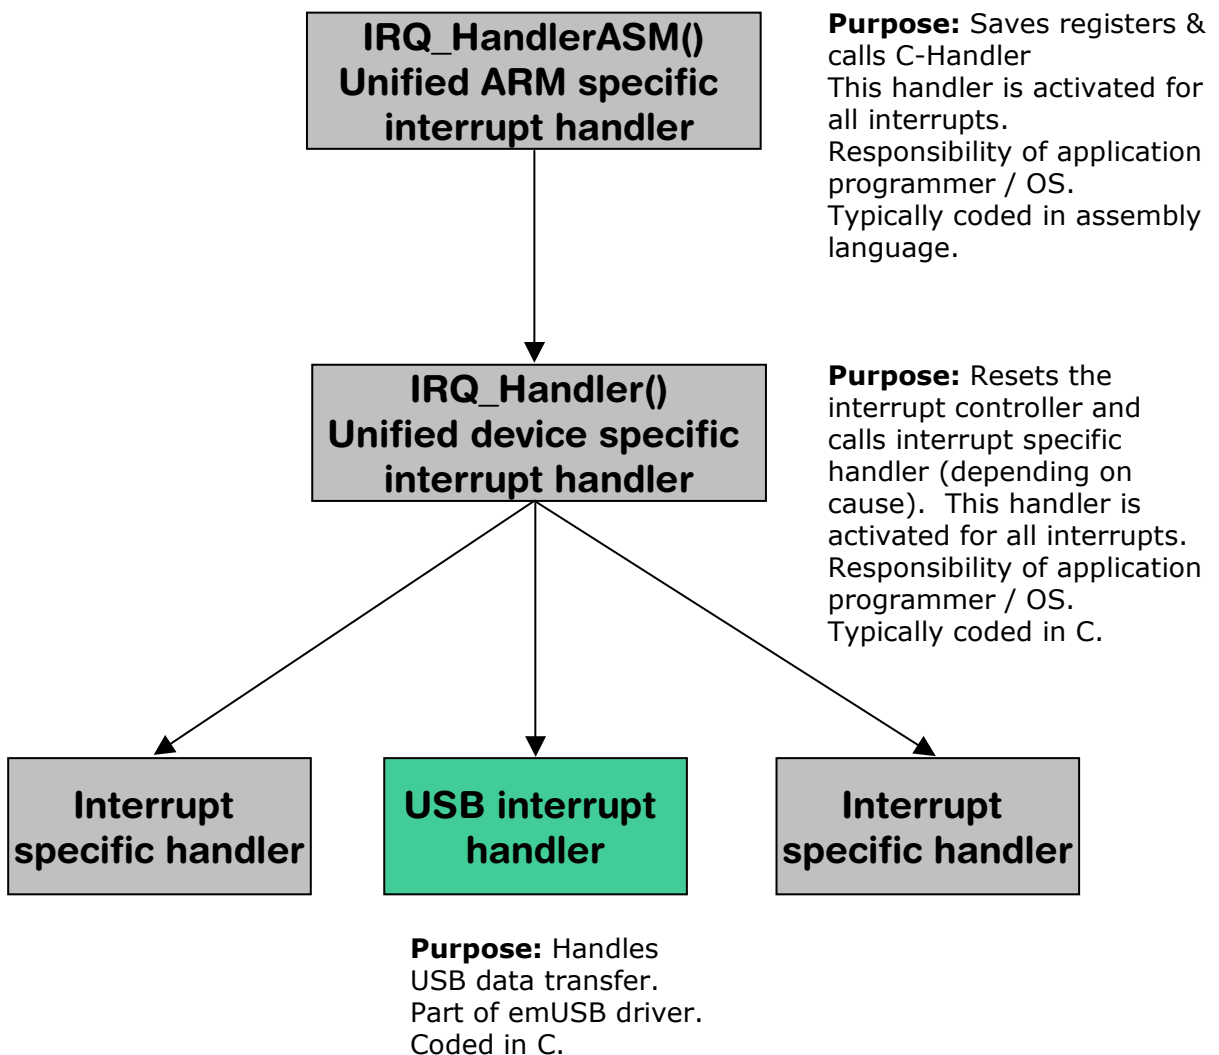 IRQ_HandlerASM()
Unified ARM specific
interrupt handler
Purpose: Saves registers &
calls C-Handler
This handler is activated for
all interrupts.
Responsibility of application
programmer / OS.
Typically coded in assembly
language.
IRQ_Handler()
Unified device specific
interrupt handler
Purpose: Resets the
interrupt controller and
calls interrupt specific
handler (depending on
cause).  This handler is
activated for all interrupts.
Responsibility of application
programmer / OS.
Typically coded in C.
Interrupt
specific handler
USB interrupt
handler
Interrupt
specific handler
Purpose: Handles
USB data transfer.
Part of emUSB driver.
Coded in C.